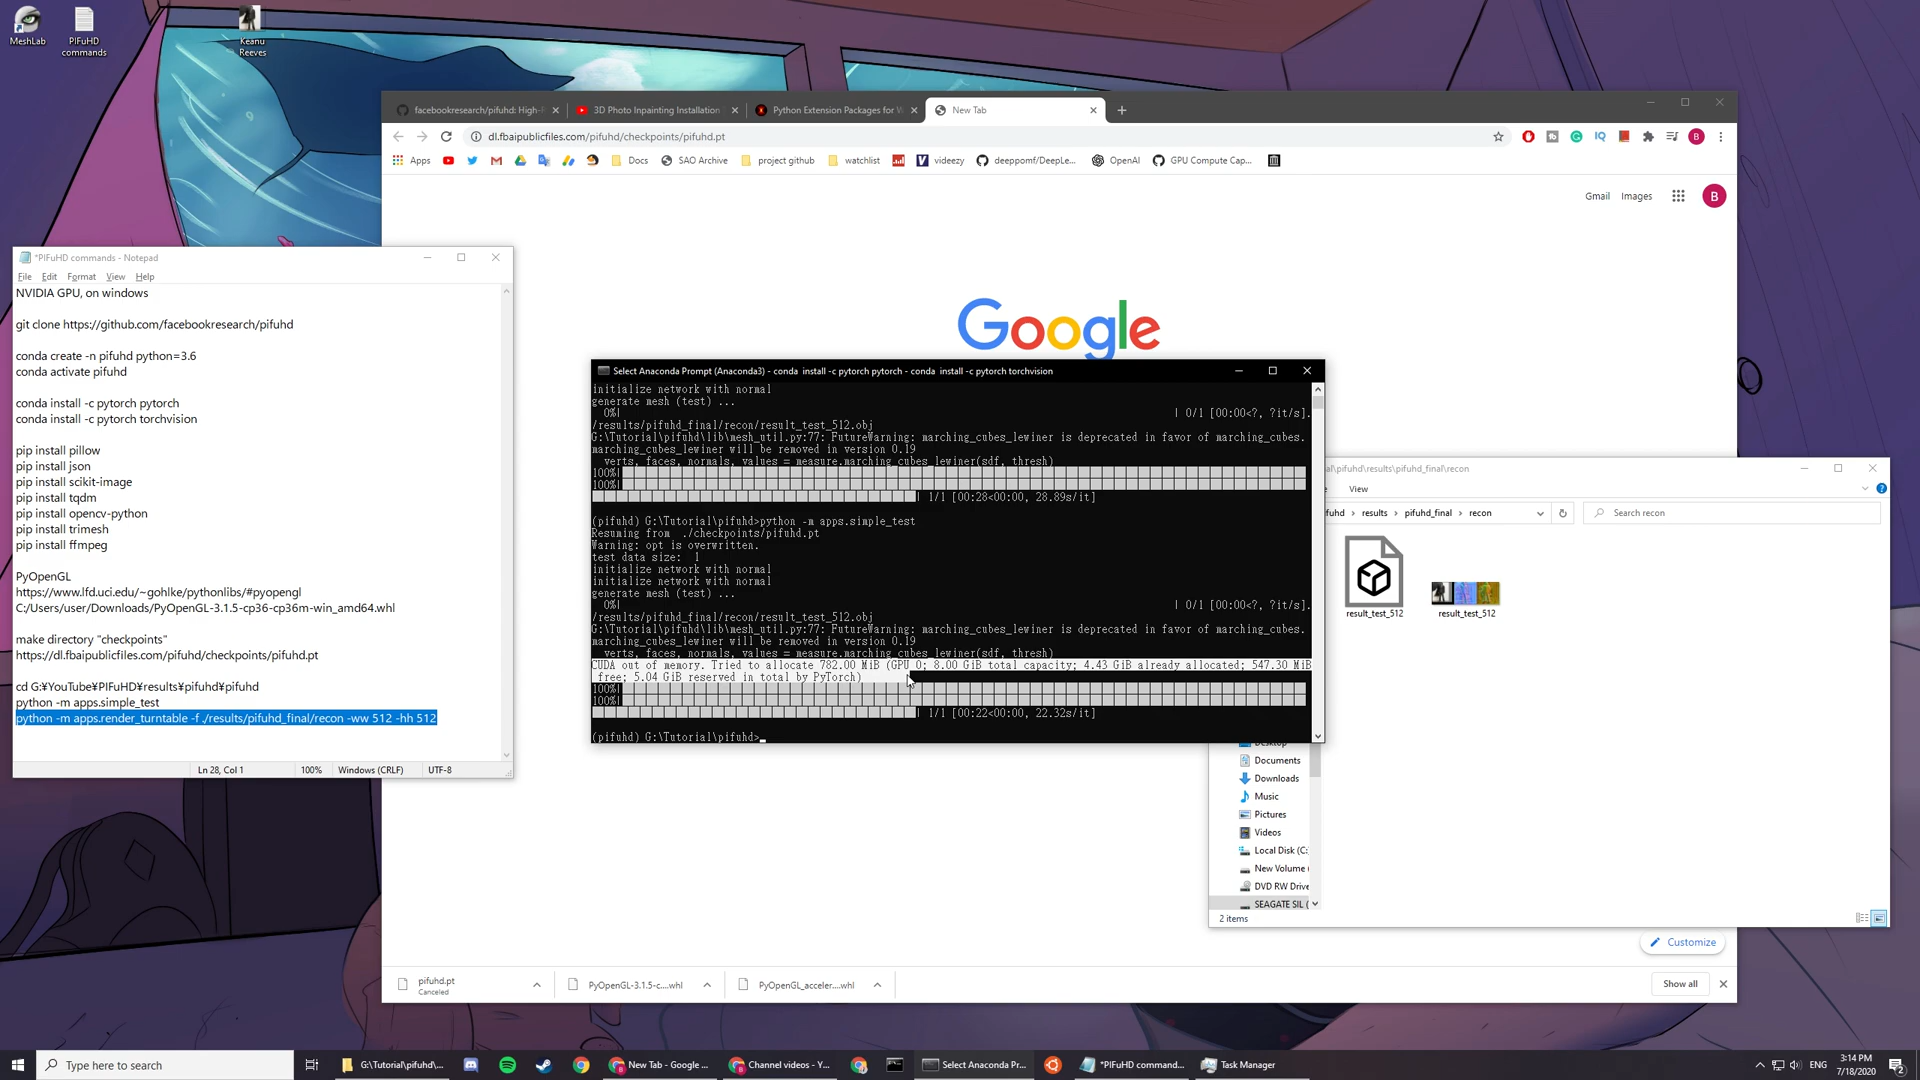 MeshLab
PIFuHD
commands
Keanu
Reeves
facebookresearch/pifuhd: High-
3D Photo Inpainting Installation
Python Extension Packages for W
New Tab
dl.fbaipublicfiles.com/pifuhd/checkpoints/pifuhd.pt
Apps
Docs
SAO Archive
project github
watchlist
videezy
deeppomf/DeepLe...
OpenAI
GPU Compute Cap...
Gmail
Images
B
Google
*PIFuHD commands - Notepad
File Edit Format View Help
NVIDIA GPU, on windows
git clone https://github.com/facebookresearch/pifuhd
conda create -n pifuhd python=3.6
conda activate pifuhd
conda install -c pytorch pytorch
conda install -c pytorch torchvision
pip install pillow
pip install json
pip install scikit-image
pip install tqdm
pip install opencv-python
pip install trimesh
pip install ffmpeg
PyOpenGL
https://www.lfd.uci.edu/~gohlke/pythonlibs/#pyopengl
C:/Users/user/Downloads/PyOpenGL-3.1.5-cp36-cp36m-win_amd64.whl
make directory "checkpoints"
https://dl.fbaipublicfiles.com/pifuhd/checkpoints/pifuhd.pt
cd G:¥YouTube¥PIFuHD¥results¥pifuhd¥pifuhd
python -m apps.simple_test
python -m apps.render_turntable -f ./results/pifuhd_final/recon -ww 512 -hh 512
Ln 28, Col 1
100%
Windows (CRLF)
UTF-8
Select Anaconda Prompt (Anaconda3) - conda install -c pytorch pytorch - conda install -c pytorch torchvision
initialize network with normal
generate mesh (test) ...
0%| | 0/1 [00:00<?, ?it/s].
/results/pifuhd_final/recon/result_test_512.obj
G:\Tutorial\pifuhd\lib\mesh_util.py:77: FutureWarning: marching_cubes_lewiner is deprecated in favor of marching_cubes.
marching_cubes_lewiner will be removed in version 0.19
verts, faces, normals, values = measure.marching_cubes_lewiner(sdf, thresh)
100%|
100%|
| 1/1 [00:28<00:00, 28.89s/it]
(pifuhd) G:\Tutorial\pifuhd>python -m apps.simple_test
Resuming from ./checkpoints/pifuhd.pt
Warning: opt is overwritten.
test data size: 1
initialize network with normal
initialize network with normal
generate mesh (test) ...
0%| | 0/1 [00:00<?, ?it/s].
/results/pifuhd_final/recon/result_test_512.obj
G:\Tutorial\pifuhd\lib\mesh_util.py:77: FutureWarning: marching_cubes_lewiner is deprecated in favor of marching_cubes.
marching_cubes_lewiner will be removed in version 0.19
verts, faces, normals, values = measure.marching_cubes_lewiner(sdf, thresh)
CUDA out of memory. Tried to allocate 782.00 MiB (GPU 0; 8.00 GiB total capacity; 4.43 GiB already allocated; 547.30 MiB
free; 5.04 GiB reserved in total by PyTorch)
100%|
100%|
| 1/1 [00:22<00:00, 22.32s/it]
(pifuhd) G:\Tutorial\pifuhd>
al\pifuhd\results\pifuhd_final\recon
View
fuhd > results > pifuhd_final > recon
Search recon
result_test_512
result_test_512
Desktop
Documents
Downloads
Music
Pictures
Videos
Local Disk (C:
New Volume (
DVD RW Drive
SEAGATE SIL (
2 items
Customize
pifuhd.pt
Canceled
PyOpenGL-3.1.5-c....whl
PyOpenGL_acceler....whl
Show all
Type here to search
G:\Tutorial\pifuhd\...
New Tab - Google ...
Channel videos - Y...
Select Anaconda Pr...
*PIFuHD command...
Task Manager
ENG
3:14 PM
7/18/2020
2